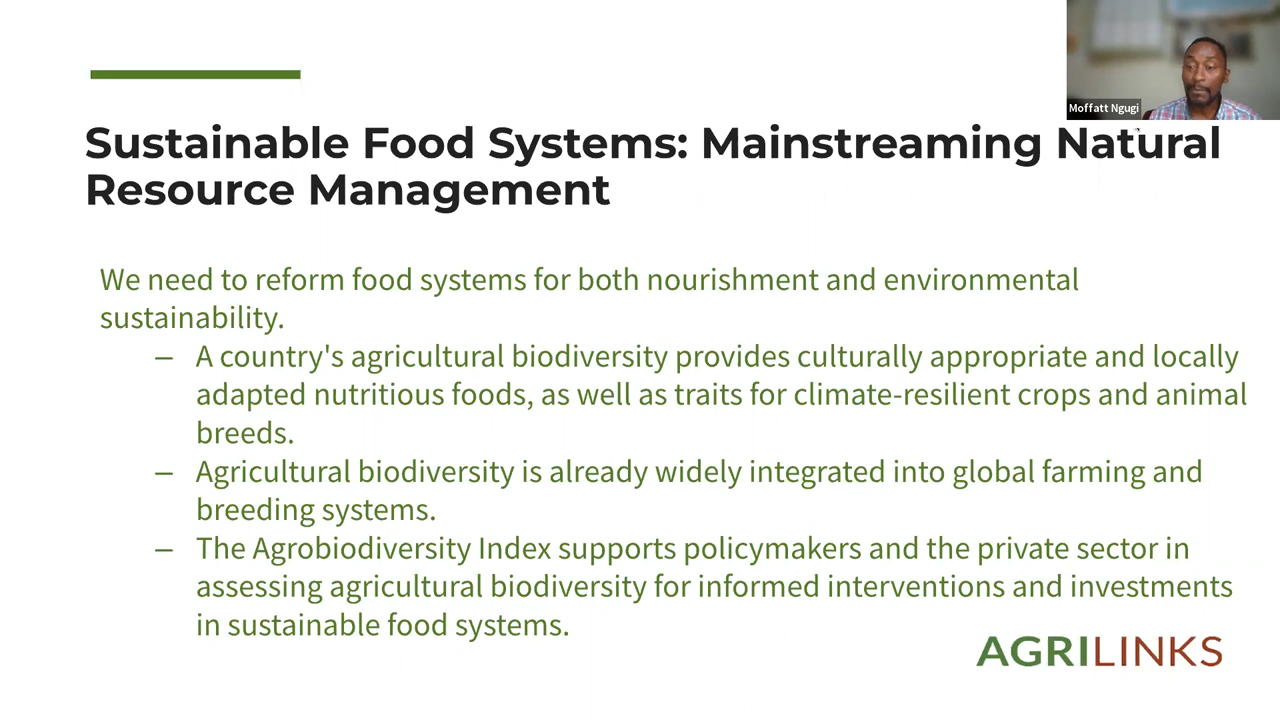 Moffatt Ngugi
Sustainable Food Systems: Mainstreaming Natural
Resource Management
We need to reform food systems for both nourishment and environmental
sustainability.
– A country's agricultural biodiversity provides culturally appropriate and locally
adapted nutritious foods, as well as traits for climate-resilient crops and animal
breeds.
– Agricultural biodiversity is already widely integrated into global farming and
breeding systems.
– The Agrobiodiversity Index supports policymakers and the private sector in
assessing agricultural biodiversity for informed interventions and investments
in sustainable food systems.
AGRILINKS